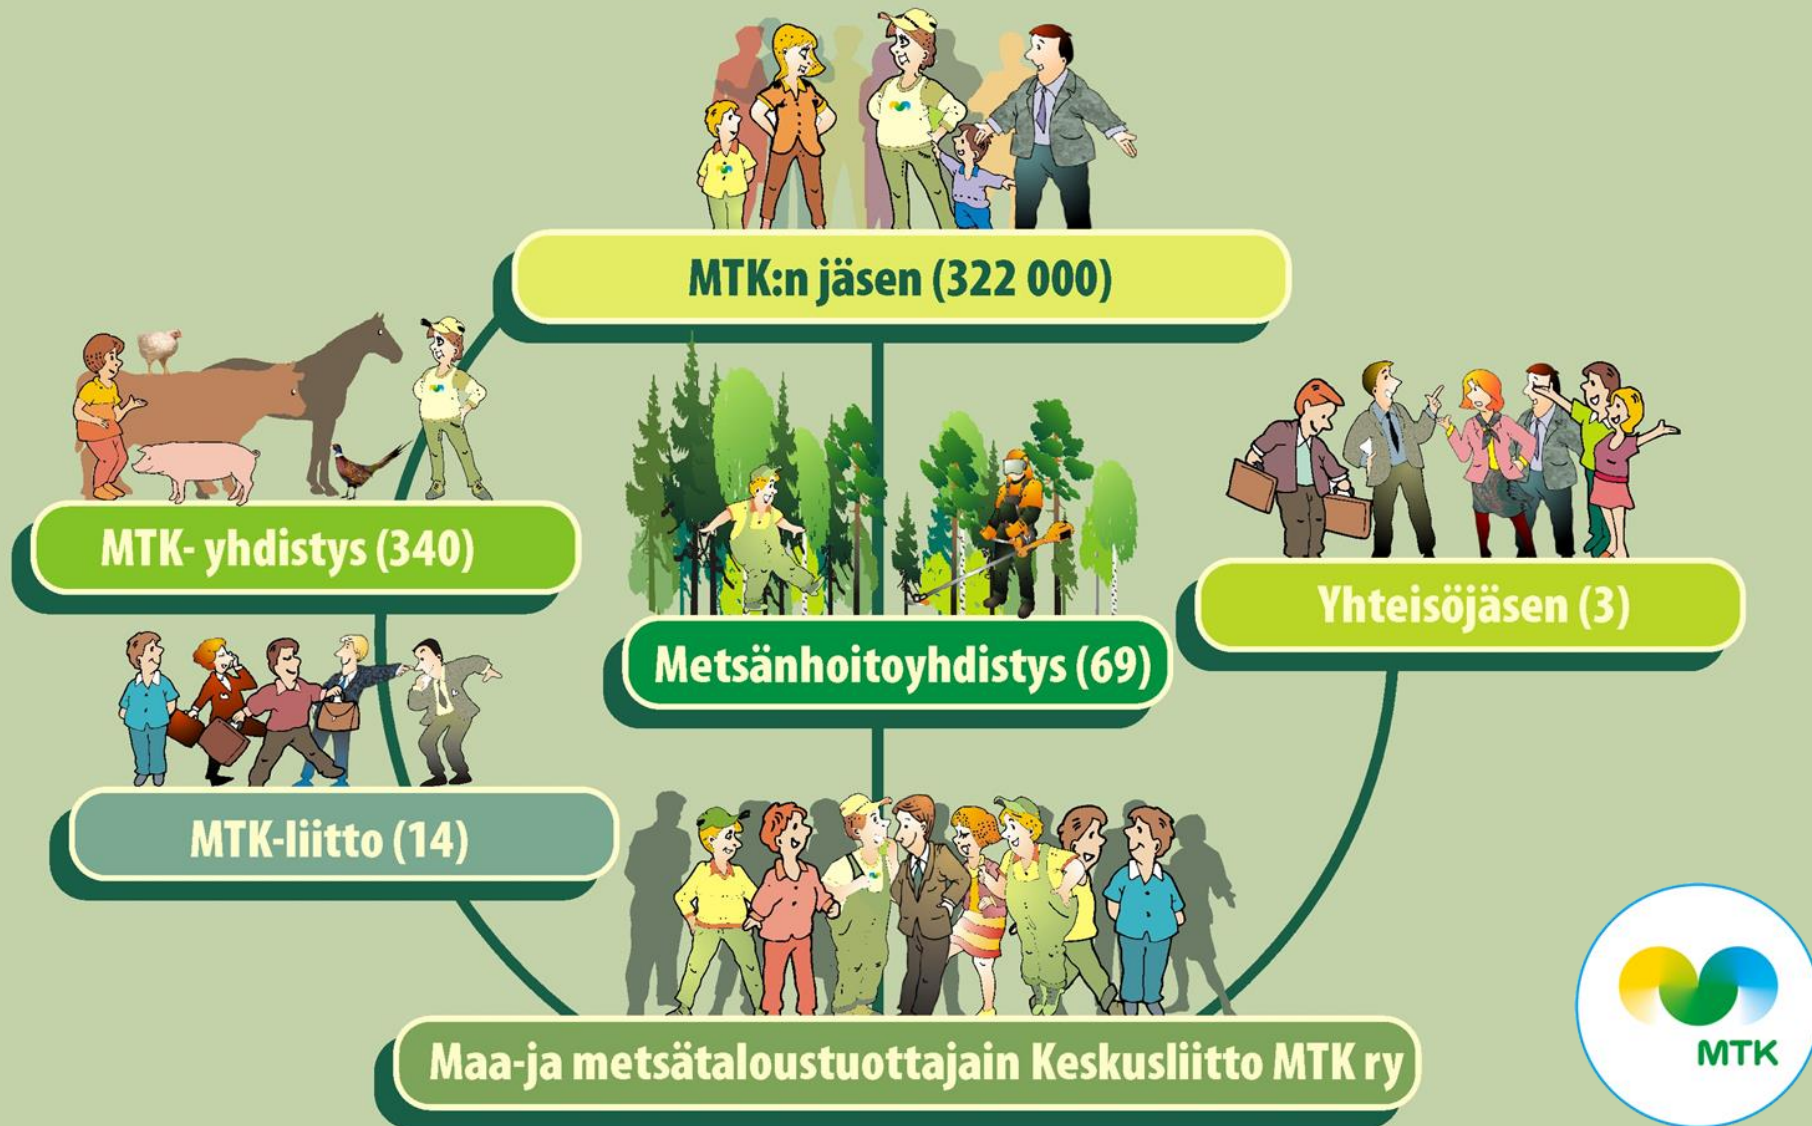 MTK:n jäsen (322 000)
MTK- yhdistys (340)
Metsänhoitoyhdistys (69)
Yhteisöjäsen (3)
MTK-liitto (14)
Maa-ja metsätaloustuottajain Keskusliitto MTK ry
MTK